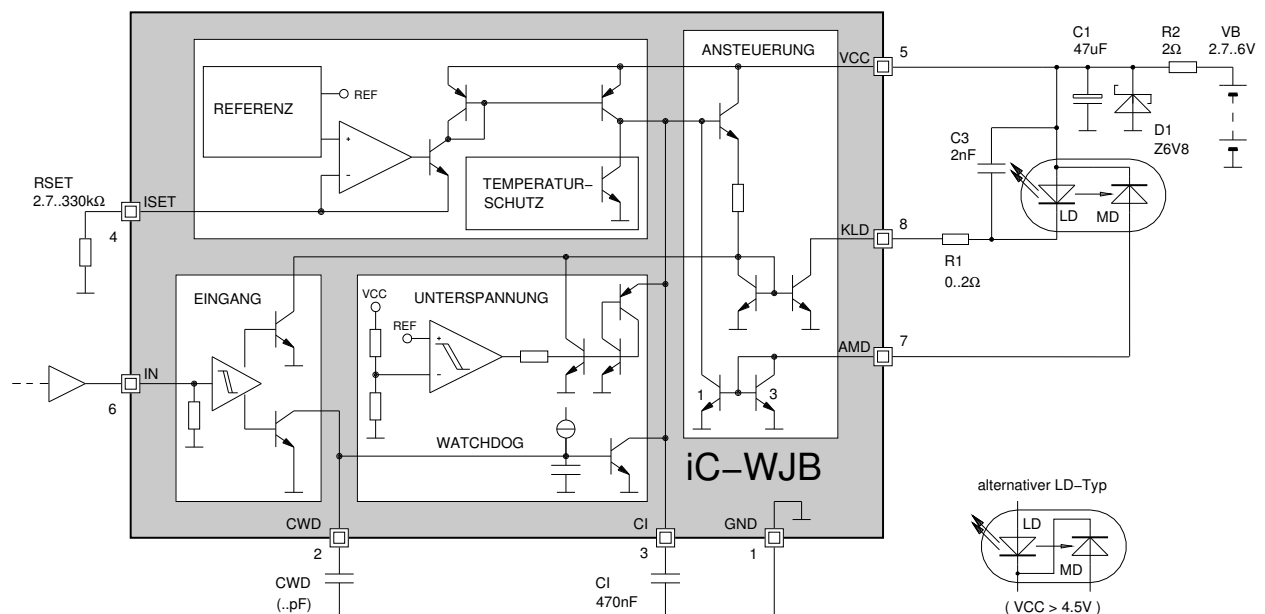 C1
47uF
R2
2Ω
VB
2.7..6V
ANSTEUERUNG
VCC
5
REFERENZ
REF
D1
Z6V8
C3
2nF
TEMPERATUR–
SCHUTZ
RSET
2.7..330kΩ
ISET
4
LD
MD
KLD
8
R1
0..2Ω
EINGANG
VCC
UNTERSPANNUNG
REF
AMD
7
IN
6
1
3
WATCHDOG
iC–WJB
alternativer LD–Typ
LD
MD
( VCC > 4.5V )
CWD
2
CI
3
GND
1
CWD
(..pF)
CI
470nF
+
–
+
–